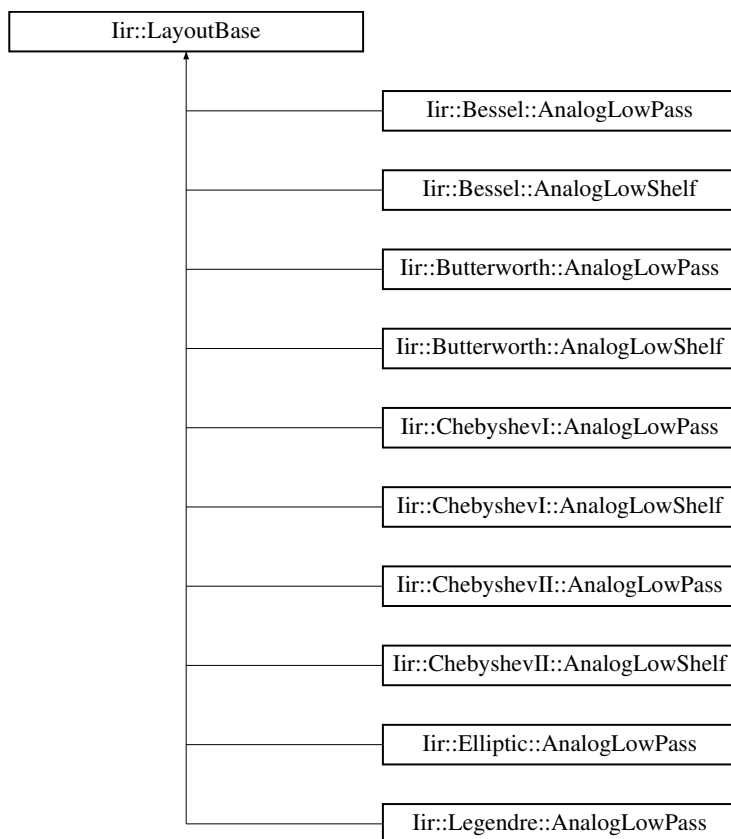 Iir::LayoutBase
Iir::Bessel::AnalogLowPass
Iir::Bessel::AnalogLowShelf
Iir::Butterworth::AnalogLowPass
Iir::Butterworth::AnalogLowShelf
Iir::ChebyshevI::AnalogLowPass
Iir::ChebyshevI::AnalogLowShelf
Iir::ChebyshevII::AnalogLowPass
Iir::ChebyshevII::AnalogLowShelf
Iir::Elliptic::AnalogLowPass
Iir::Legendre::AnalogLowPass